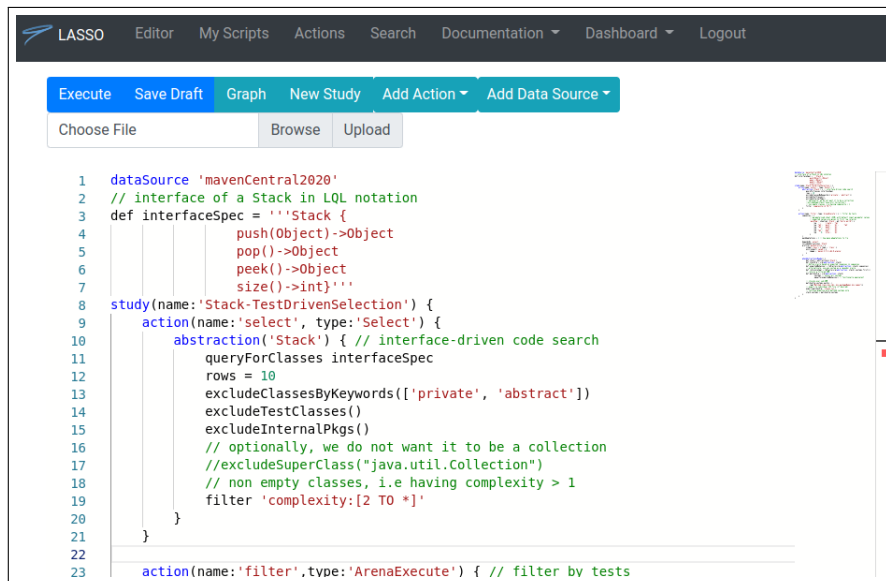 LASSO Editor My Scripts Actions Search Documentation Dashboard Logout
Execute Save Draft Graph New Study Add Action Add Data Source
Choose File Browse Upload
1 dataSource 'mavenCentral2020'
2 // interface of a Stack in LQL notation
3 def interfaceSpec = '''Stack {
4 push(Object)->Object
5 pop()->Object
6 peek()->Object
7 size()->int}'''
8 study(name:'Stack-TestDrivenSelection') {
9 action(name:'select', type:'Select') {
10 abstraction('Stack') { // interface-driven code search
11 queryForClasses interfaceSpec
12 rows = 10
13 excludeClassesByKeywords(['private', 'abstract'])
14 excludeTestClasses()
15 excludeInternalPkgs()
16 // optionally, we do not want it to be a collection
17 //excludeSuperClass("java.util.Collection")
18 // non empty classes, i.e having complexity > 1
19 filter 'complexity:[2 TO *]'
20 }
21 }
22
23 action(name:'filter',type:'ArenaExecute') { // filter by tests